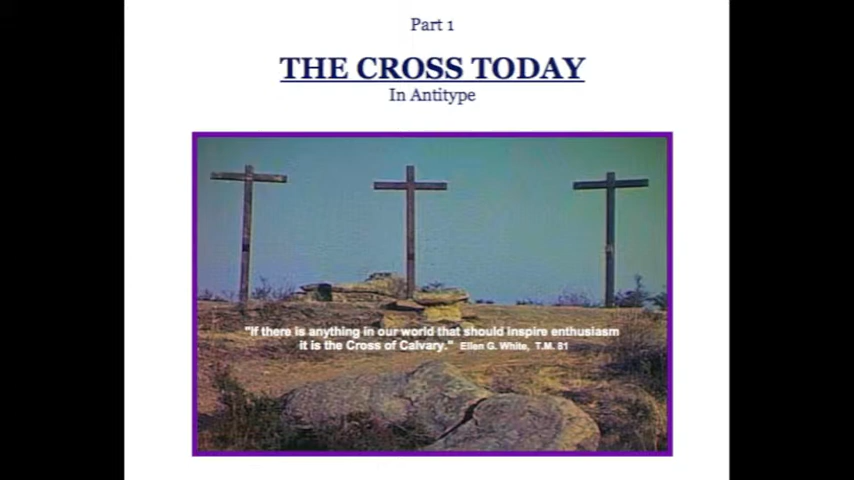 Part 1
THE CROSS TODAY
In Antitype
"If there is anything in our world that should inspire enthusiasm
it is the Cross of Calvary." Ellen G. White, T.M. 81